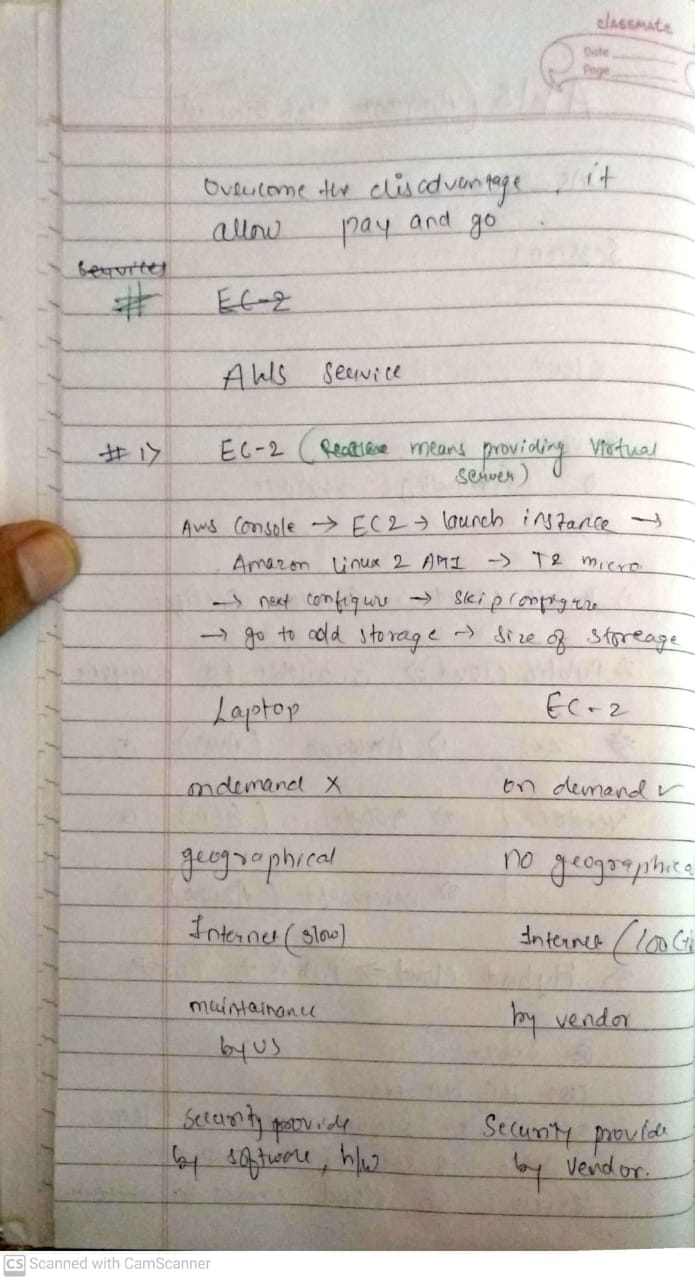 classmate
Date
Page
Overcome the disadvantage, it
allow pay and go.
Services
# EC-2
AWS Service
# 1> EC-2 ( means providing virtual
server)
Aws Console → EC2 → launch instance →
Amazon linux 2 AMI → T2 micro
→ next configure → skip configure
→ go to add storage → size of storeage
Laptop EC-2
ondemand X on demand ✓
geographical no geographica
Internet (slow) Internet (100 G
maintainance by vendor
by us
Security provide Security provide
by software, h/w by vendor.
CS Scanned with CamScanner